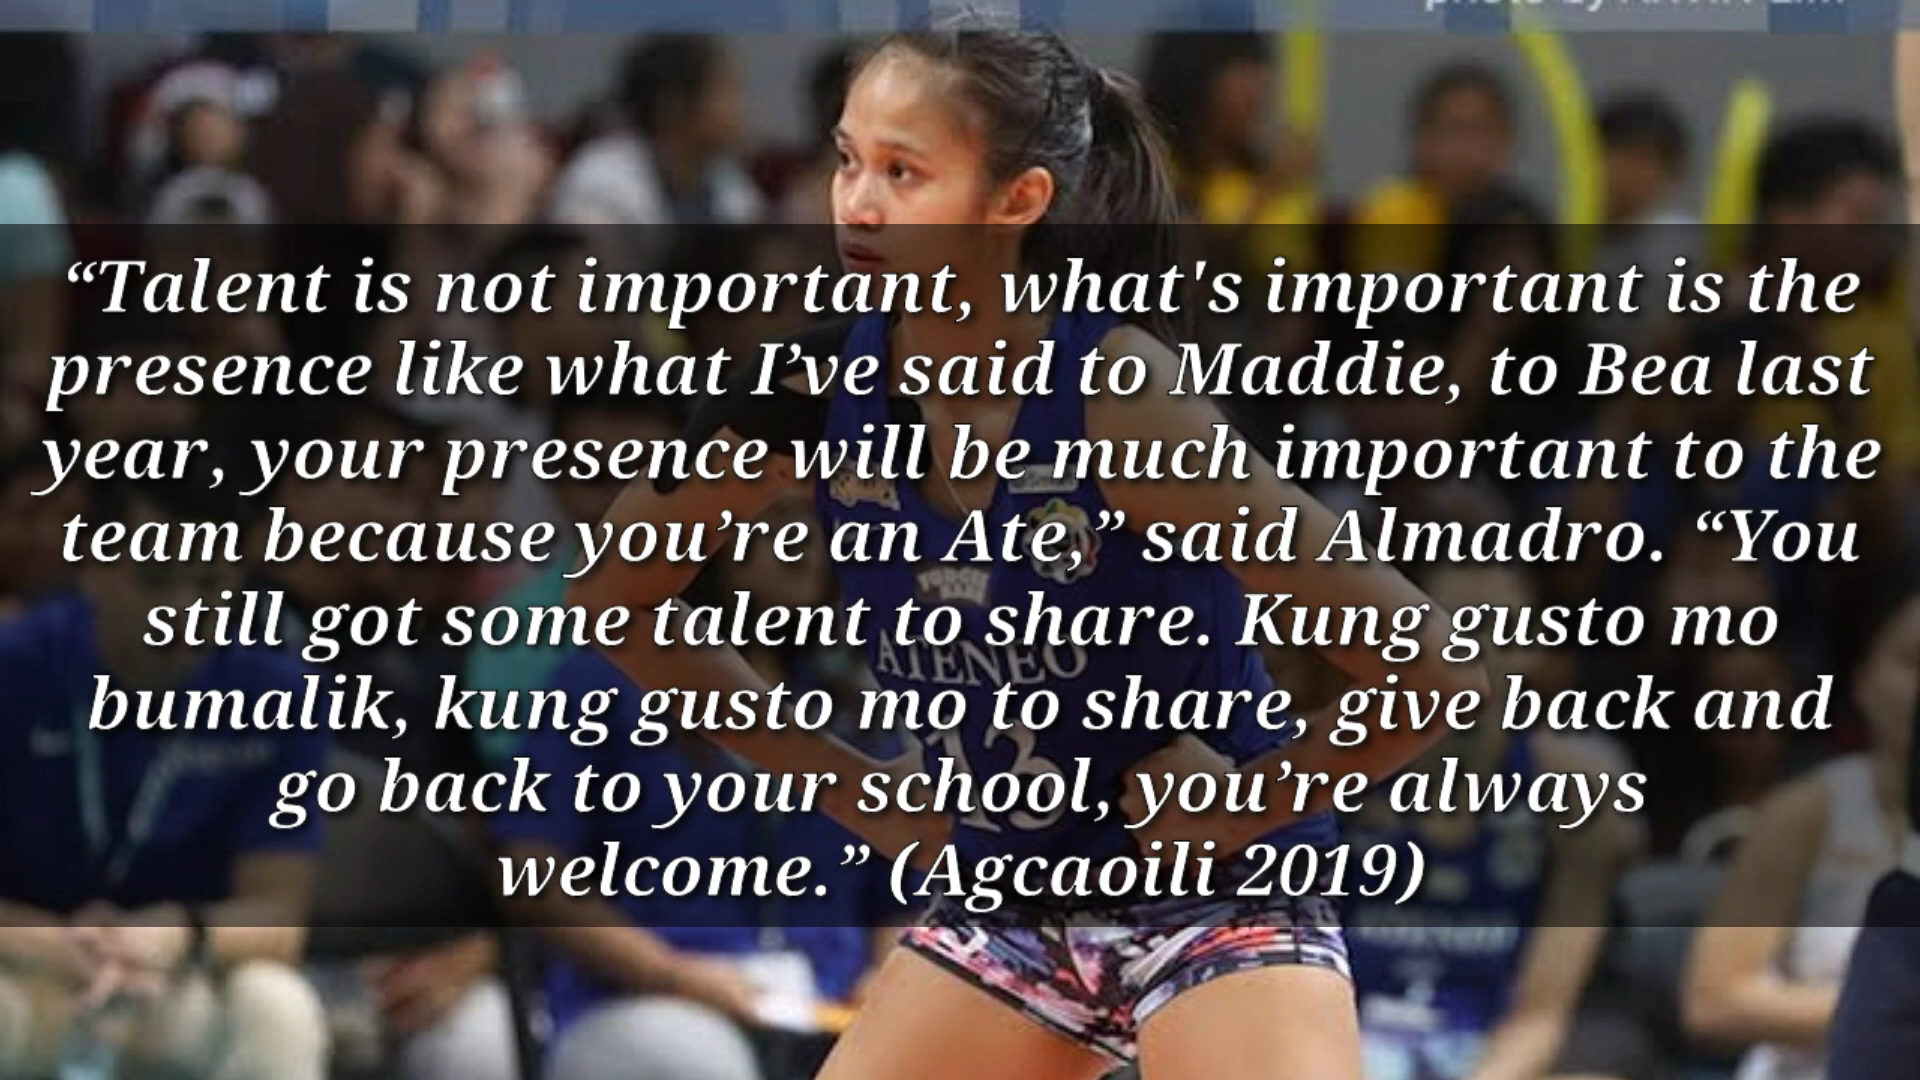 “Talent is not important, what's important is the
presence like what I’ve said to Maddie, to Bea last
year, your presence will be much important to the
team because you’re an Ate,” said Almadro. “You
still got some talent to share. Kung gusto mo
bumalik, kung gusto mo to share, give back and
go back to your school, you’re always
welcome.” (Agcaoili 2019)
ATENEO
13